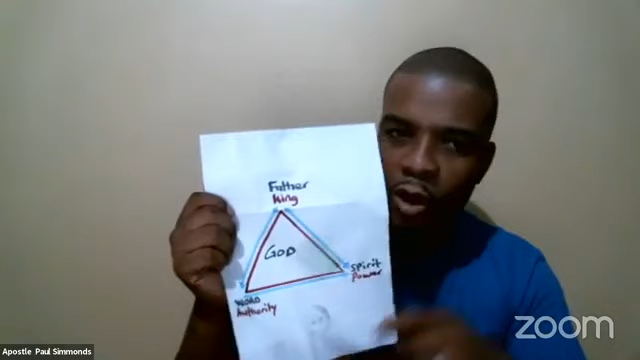 Father
King
GOD
Spirit
Power
WORD
Authority
zoom
Apostle Paul Simmonds